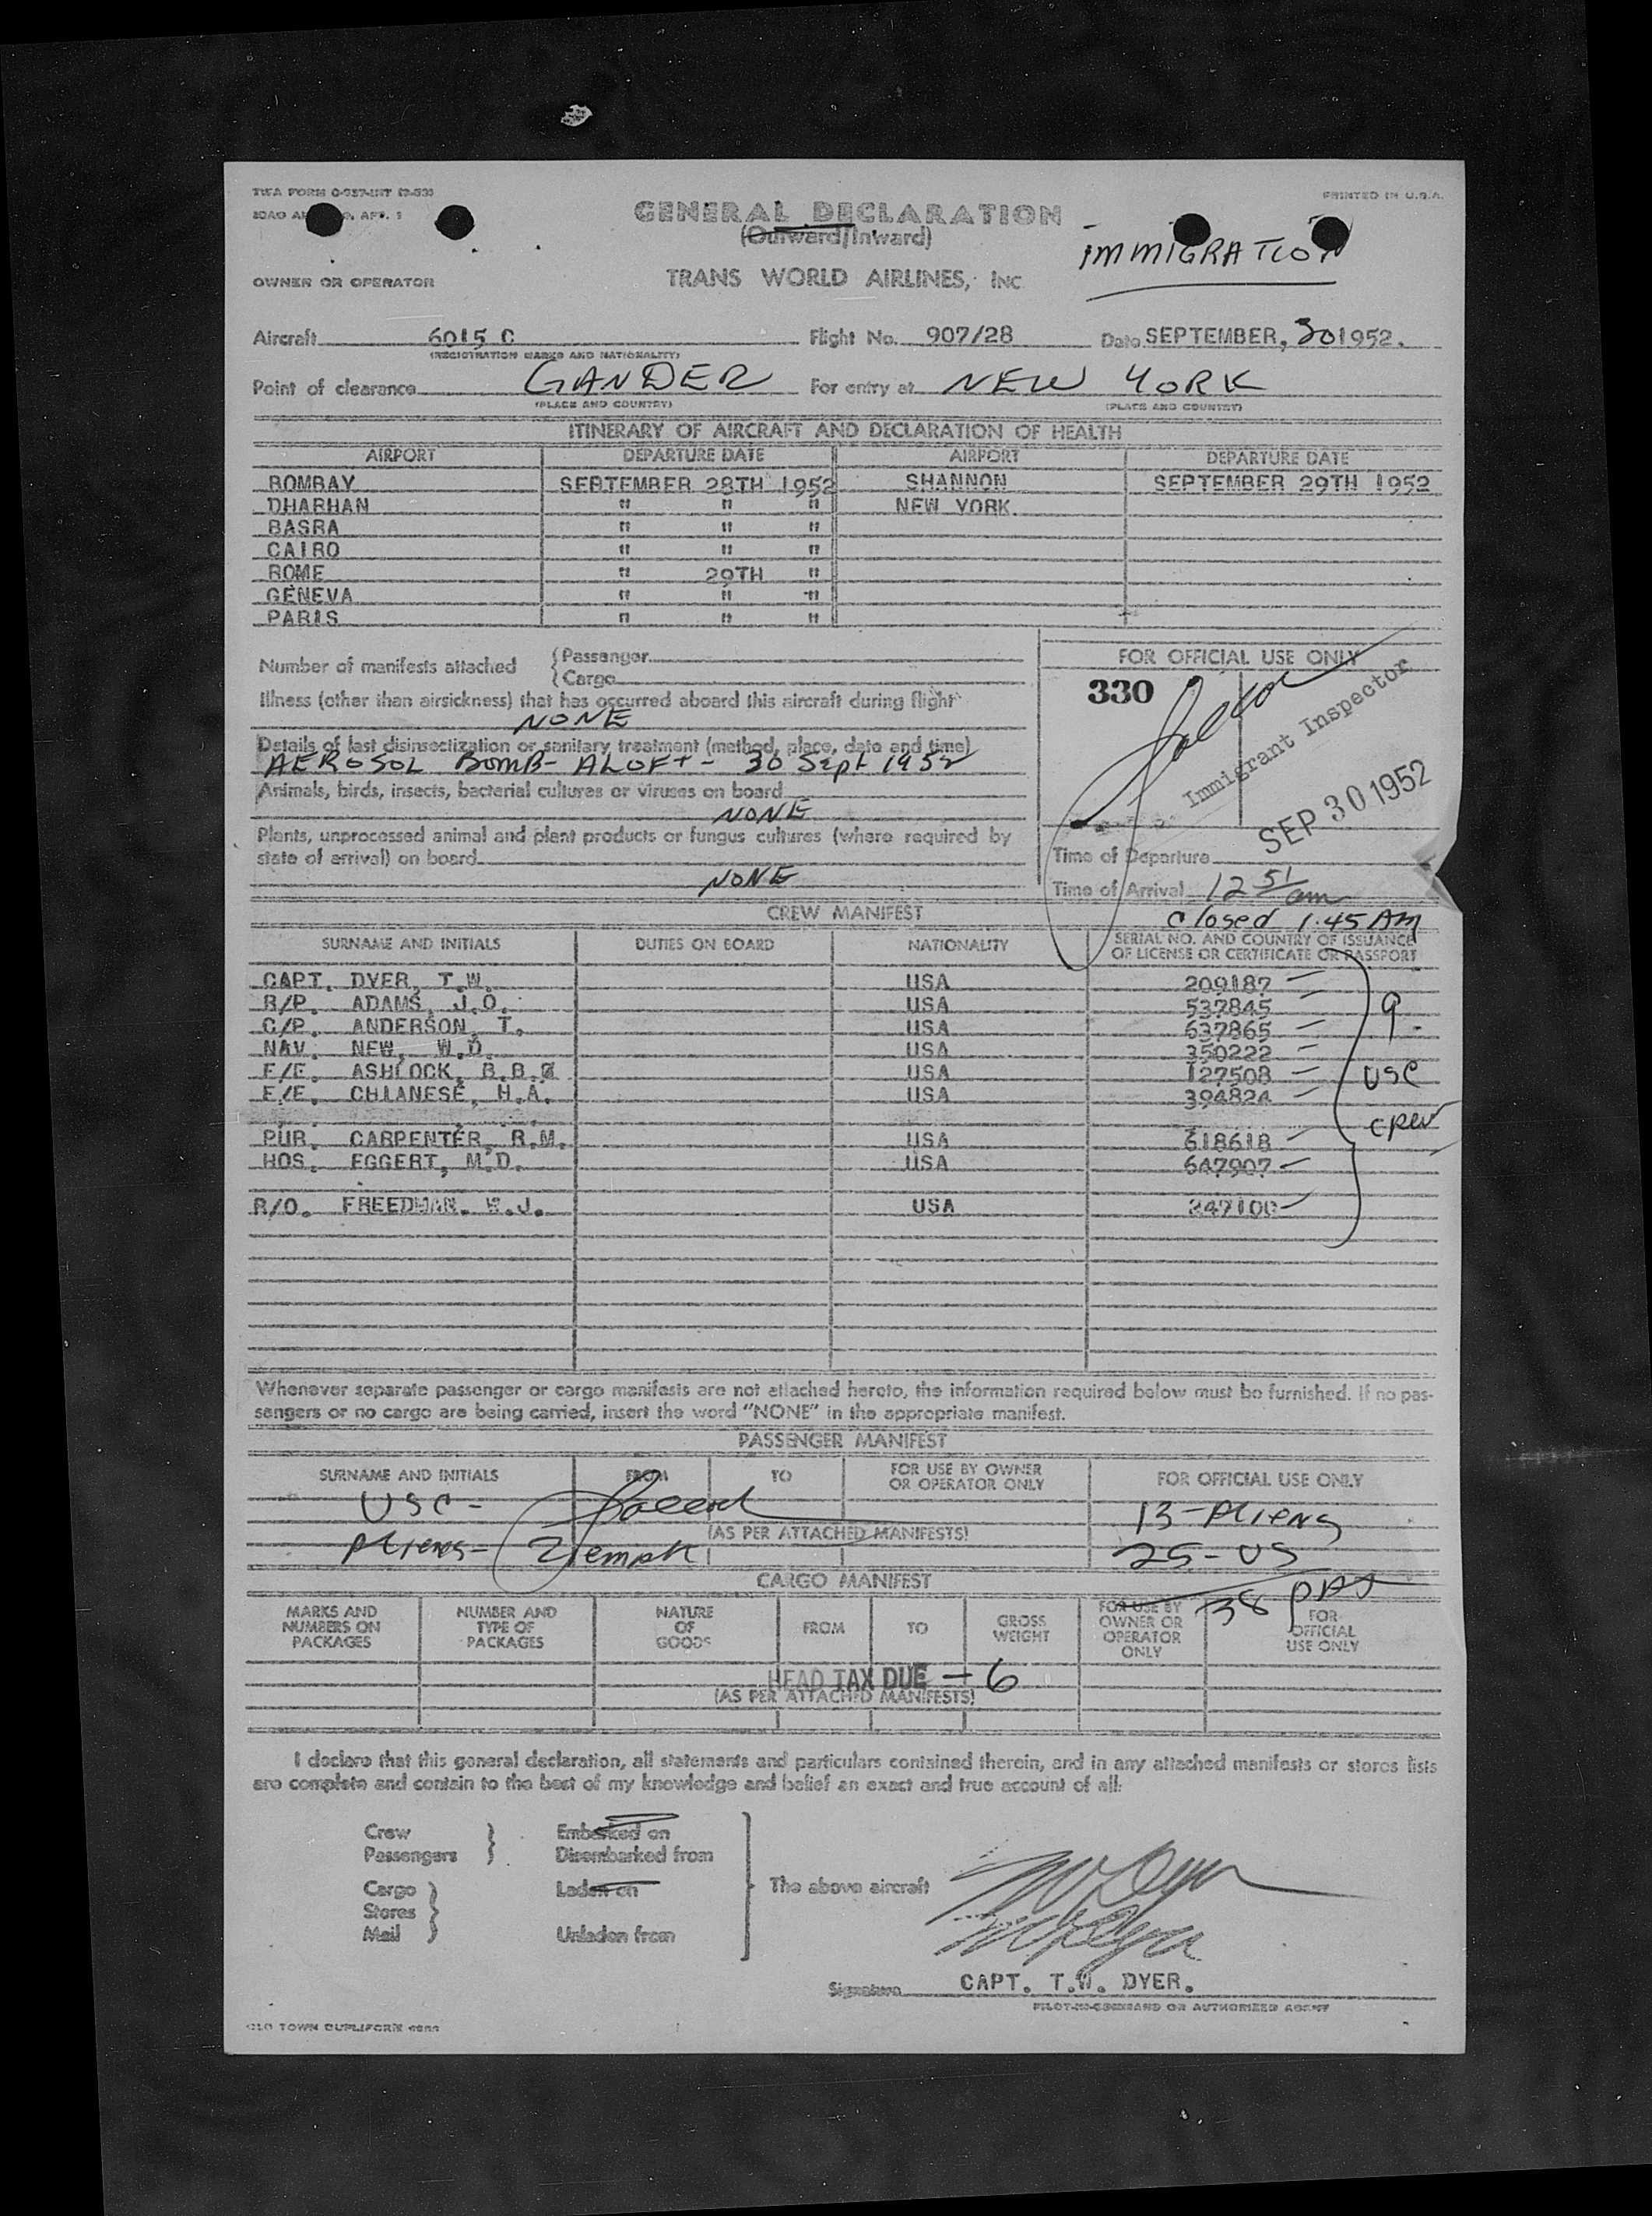 TWA FORM O-937-INT
PRINTED IN U.S.A.
GENERAL DECLARATION
(Outward/Inward)
IMMIGRATION
OWNER OR OPERATOR
TRANS WORLD AIRLINES, INC
Aircraft 6015 C Flight No. 907/28 Date SEPTEMBER, 30 1952.
(REGISTRATION MARKS AND NATIONALITY)
Point of clearance GANDER For entry at NEW YORK
(PLACE AND COUNTRY) (PLACE AND COUNTRY)
ITINERARY OF AIRCRAFT AND DECLARATION OF HEALTH
AIRPORT DEPARTURE DATE AIRPORT DEPARTURE DATE
BOMBAY SEPTEMBER 28TH 1952 SHANNON SEPTEMBER 29TH 1952
DHARHAN " " " NEW YORK
BASRA " " "
CAIRO " " "
ROME " 29TH "
GENEVA " " "
PARIS " " "
Number of manifests attached {Passenger
{Cargo
FOR OFFICIAL USE ONLY
330
Immigrant Inspector
SEP 30 1952
Illness (other than airsickness) that has occurred aboard this aircraft during flight
NONE
Details of last disinsectization or sanitary treatment (method, place, date and time)
AEROSOL BOMB- ALOFT- 30 Sept 1952
Animals, birds, insects, bacterial cultures or viruses on board
NONE
Plants, unprocessed animal and plant products or fungus cultures (where required by
state of arrival) on board
NONE
Time of Departure
Time of Arrival 12 51 am
Closed 1:45 AM
CREW MANIFEST
SURNAME AND INITIALS DUTIES ON BOARD NATIONALITY SERIAL NO. AND COUNTRY OF ISSUANCE
OF LICENSE OR CERTIFICATE OR PASSPORT
CAPT. DYER, T.W. USA 209187
R/P. ADAMS, J.O. USA 537845
C/P. ANDERSON, T. USA 637865
NAV. NEW, W.D. USA 350222
F/E. ASHLOCK, B.B. USA 127508
F/E. CHIANESE, H.A. USA 394824
PUR. CARPENTER, R.M. USA 618618
HOS. EGGERT, M.D. USA 647907
R/O. FREEDMAN. W.J. USA 247100
9
USC
crew
Whenever separate passenger or cargo manifests are not attached hereto, the information required below must be furnished. If no pas-
sengers or no cargo are being carried, insert the word "NONE" in the appropriate manifest.
PASSENGER MANIFEST
SURNAME AND INITIALS FROM TO FOR USE BY OWNER
OR OPERATOR ONLY FOR OFFICIAL USE ONLY
USC -
13-Aliens
(AS PER ATTACHED MANIFESTS)
Aliens-
25-US
38 pax
CARGO MANIFEST
MARKS AND
NUMBERS ON
PACKAGES
NUMBER AND
TYPE OF
PACKAGES
NATURE
OF
GOODS
FROM
TO
GROSS
WEIGHT
FOR USE BY
OWNER OR
OPERATOR
ONLY
FOR
OFFICIAL
USE ONLY
HEAD TAX DUE - 6
(AS PER ATTACHED MANIFESTS)
I declare that this general declaration, all statements and particulars contained therein, and in any attached manifests or stores lists
are complete and contain to the best of my knowledge and belief an exact and true account of all:
Crew Embarked on
Passengers Disembarked from
Cargo Laden on The above aircraft
Stores
Mail Unladen from
Signature CAPT. T.W. DYER.
PILOT-IN-COMMAND OR AUTHORIZED AGENT
OLD TOWN DUPLIFORM